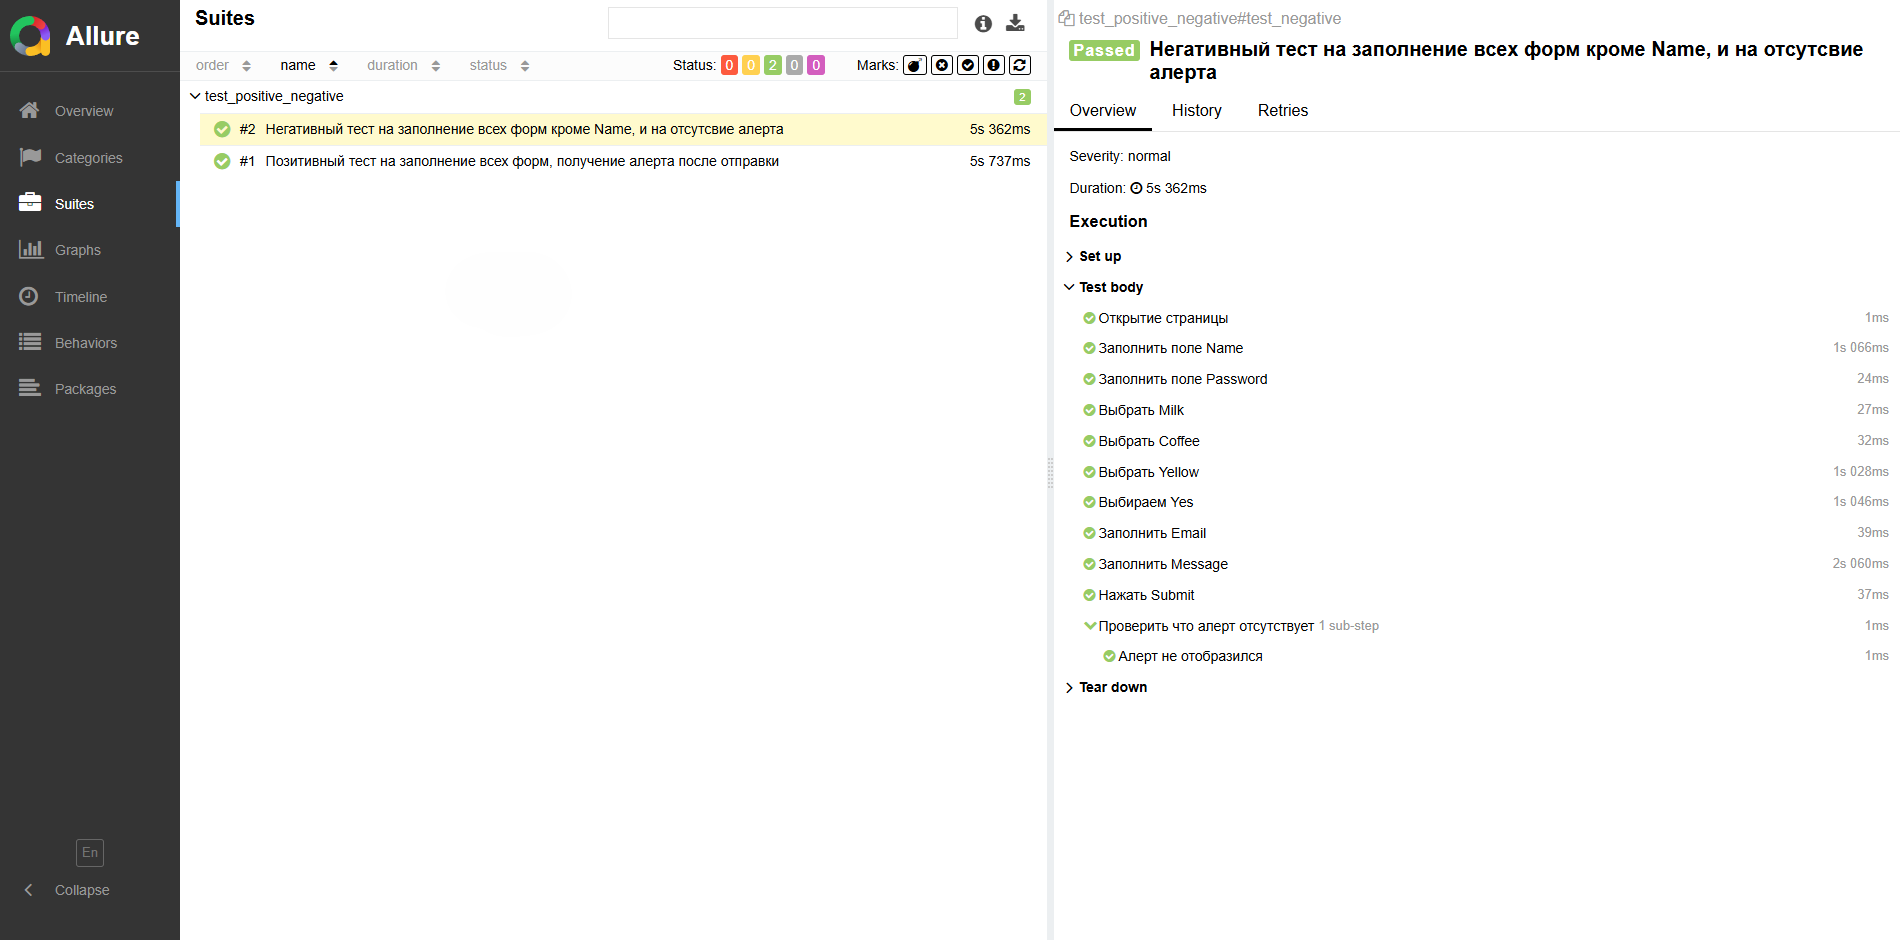 Allure
Overview
Categories
Suites
Graphs
Timeline
Behaviors
Packages
En
Collapse
Suites
order name duration status Status: 0 0 2 0 0 Marks:
test_positive_negative 2
#2 Негативный тест на заполнение всех форм кроме Name, и на отсутсвие алерта 5s 362ms
#1 Позитивный тест на заполнение всех форм, получение алерта после отправки 5s 737ms
test_positive_negative#test_negative
Passed Негативный тест на заполнение всех форм кроме Name, и на отсутсвие
алерта
Overview History Retries
Severity: normal
Duration: 5s 362ms
Execution
Set up
Test body
Открытие страницы 1ms
Заполнить поле Name 1s 066ms
Заполнить поле Password 24ms
Выбрать Milk 27ms
Выбрать Coffee 32ms
Выбрать Yellow 1s 028ms
Выбираем Yes 1s 046ms
Заполнить Email 39ms
Заполнить Message 2s 060ms
Нажать Submit 37ms
Проверить что алерт отсутствует 1 sub-step 1ms
Алерт не отобразился 1ms
Tear down